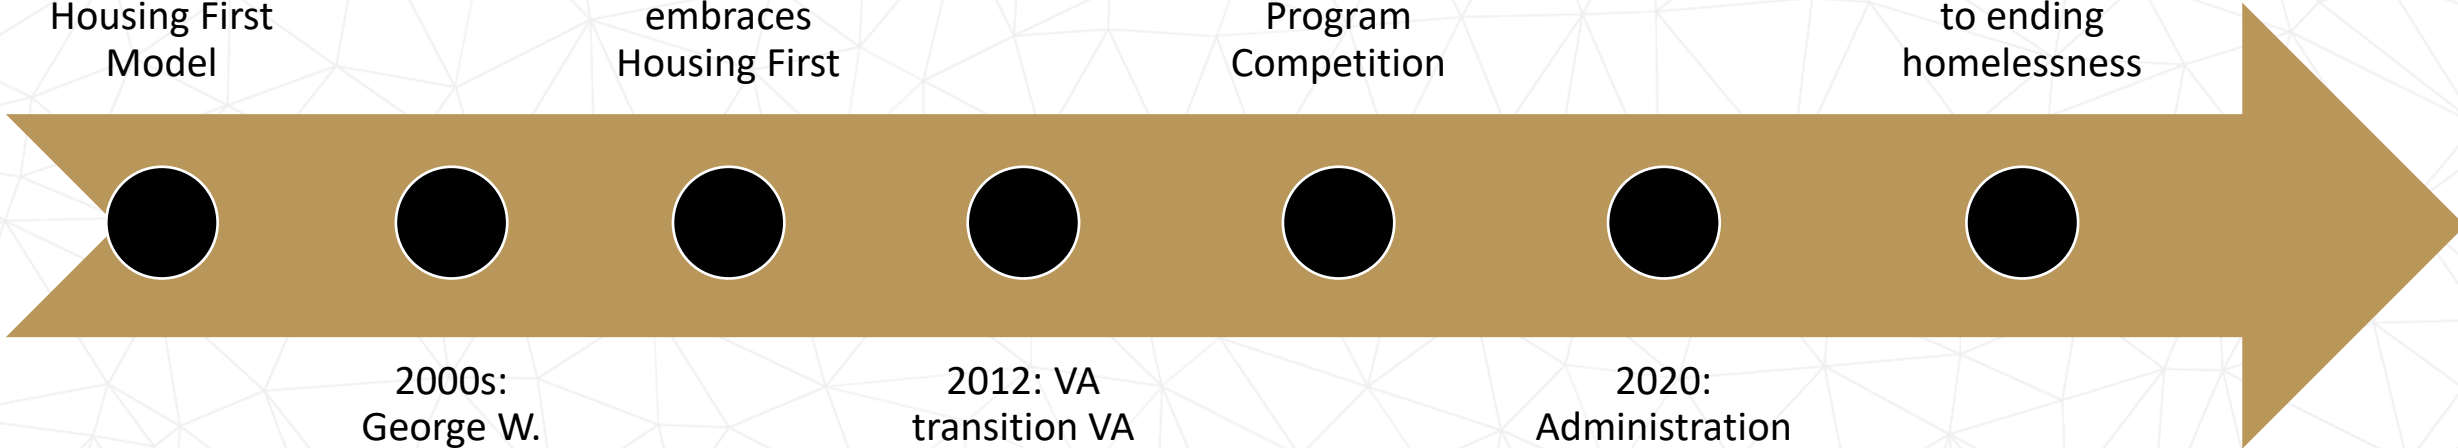 Housing First
Model
embraces
Housing First
Program
Competition
to ending
homelessness
2000s:
George W.
2012: VA
transition VA
2020:
Administration